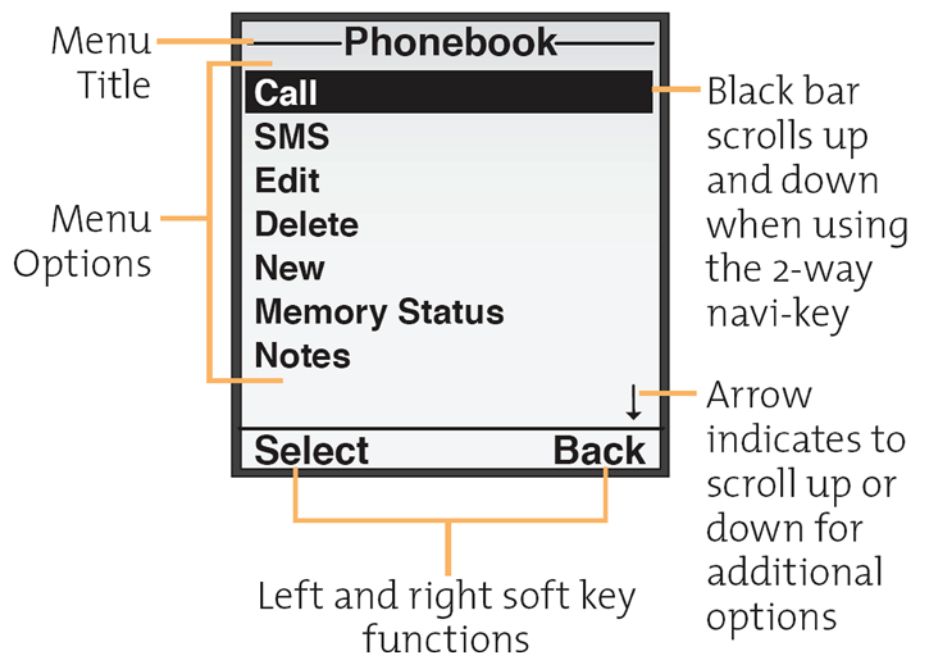 Menu
Title
Phonebook
Call
SMS
Edit
Delete
New
Memory Status
Notes
Select
Back
Menu
Options
Black bar
scrolls up
and down
when using
the 2-way
navi-key
Arrow
indicates to
scroll up or
down for
additional
options
Left and right soft key
functions